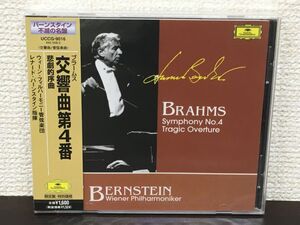 バーンスタイン
不滅の名盤
UCCG-9516
ブラームス
交響曲第4番
悲劇的序曲
ウィーン・フィルハーモニー管弦楽団
レナード・バーンスタイン指揮
¥1,600
BRAHMS
Symphony No.4
Tragic Overture
BERNSTEIN
Wiener Philharmoniker